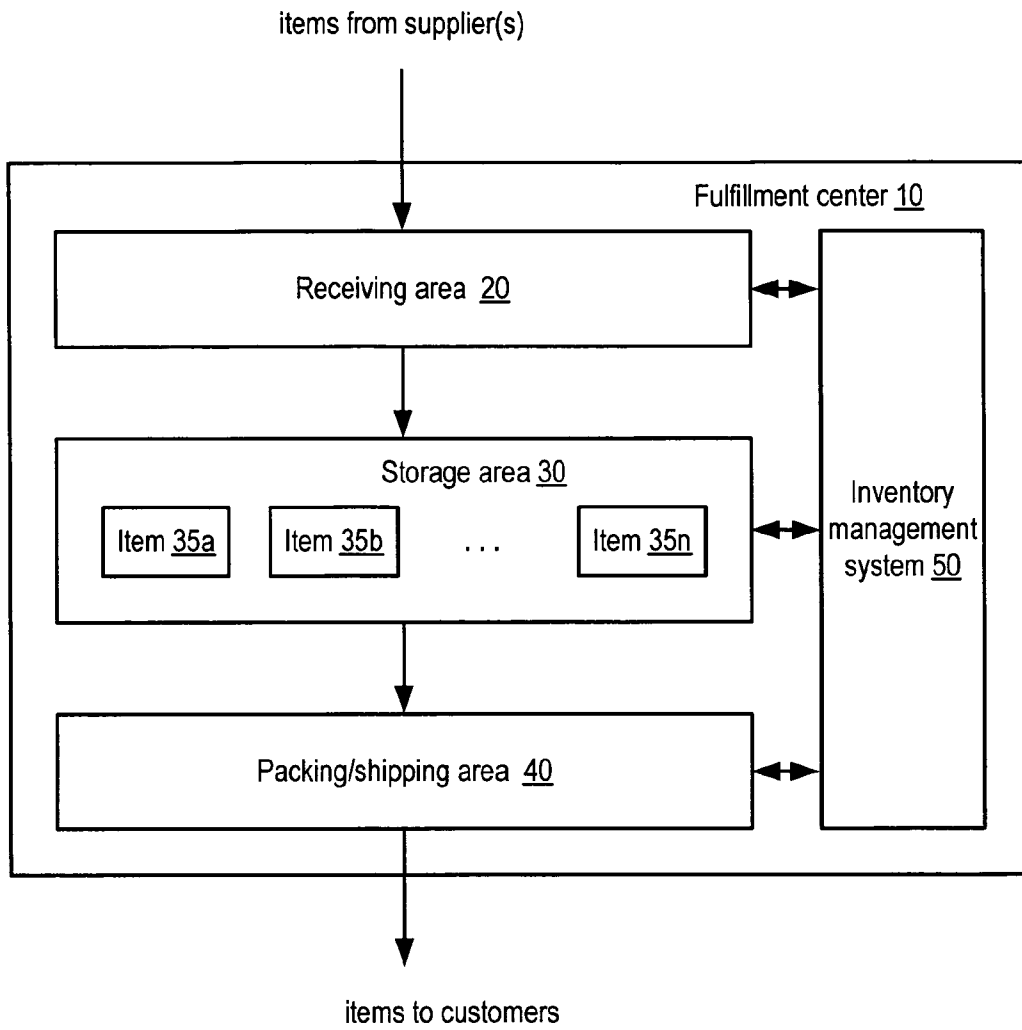 items from supplier(s)
Fulfillment center 10
Receiving area 20
Storage area 30
Item 35a
Item 35b
. . .
Item 35n
Inventory
management
system 50
Packing/shipping area 40
items to customers